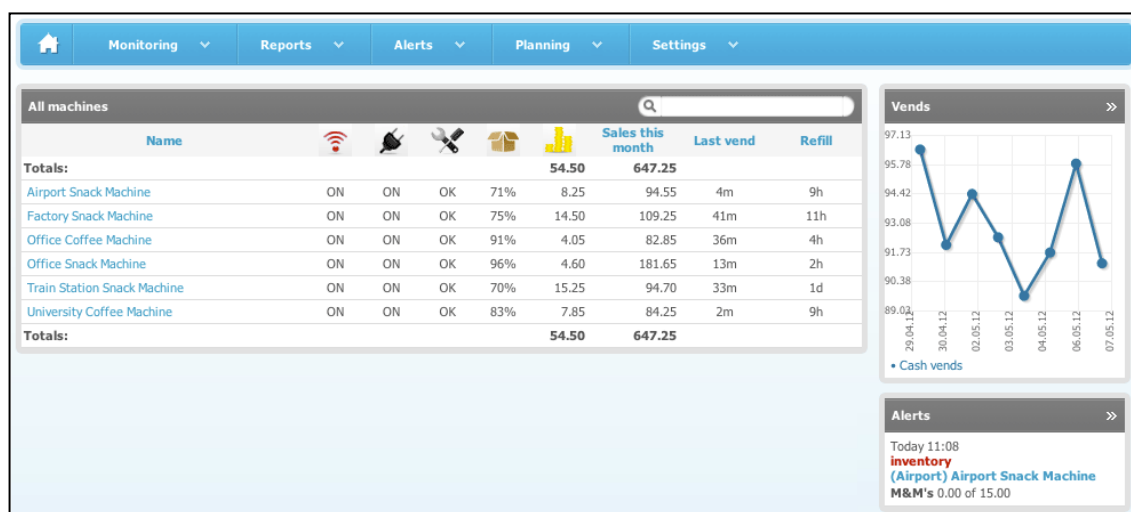 Monitoring Reports Alerts Planning Settings
All machines
Name Sales this month Last vend Refill
Totals: 54.50 647.25
Airport Snack Machine ON ON OK 71% 8.25 94.55 4m 9h
Factory Snack Machine ON ON OK 75% 14.50 109.25 41m 11h
Office Coffee Machine ON ON OK 91% 4.05 82.85 36m 4h
Office Snack Machine ON ON OK 96% 4.60 181.65 13m 2h
Train Station Snack Machine ON ON OK 70% 15.25 94.70 33m 1d
University Coffee Machine ON ON OK 83% 7.85 84.25 2m 9h
Totals: 54.50 647.25
Vends »
97.13
95.78
94.42
93.08
91.73
90.38
89.03
29.04.12 30.04.12 02.05.12 03.05.12 04.05.12 06.05.12 07.05.12
• Cash vends
Alerts »
Today 11:08
inventory
(Airport) Airport Snack Machine
M&M's 0.00 of 15.00